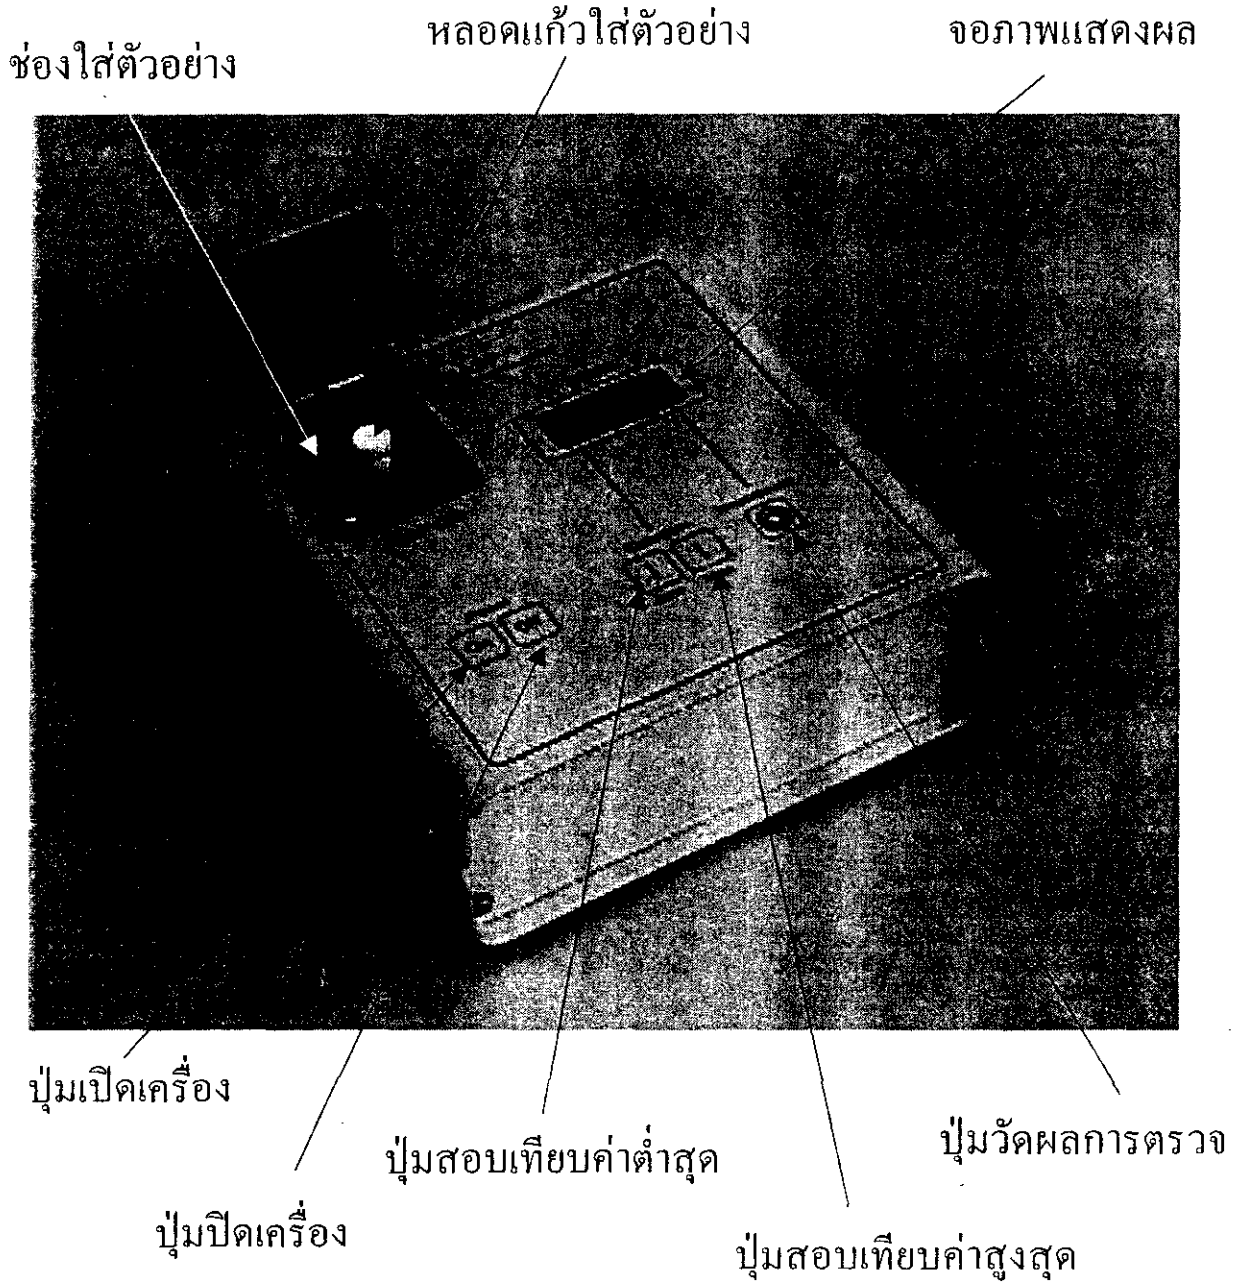 หลอดแก้วใส่ตัวอย่าง
จอภาพแสดงผล
ช่องใส่ตัวอย่าง
ปุ่มเปิดเครื่อง
ปุ่มสอบเทียบค่าต่ำสุด
ปุ่มวัดผลการตรวจ
ปุ่มปิดเครื่อง
ปุ่มสอบเทียบค่าสูงสุด